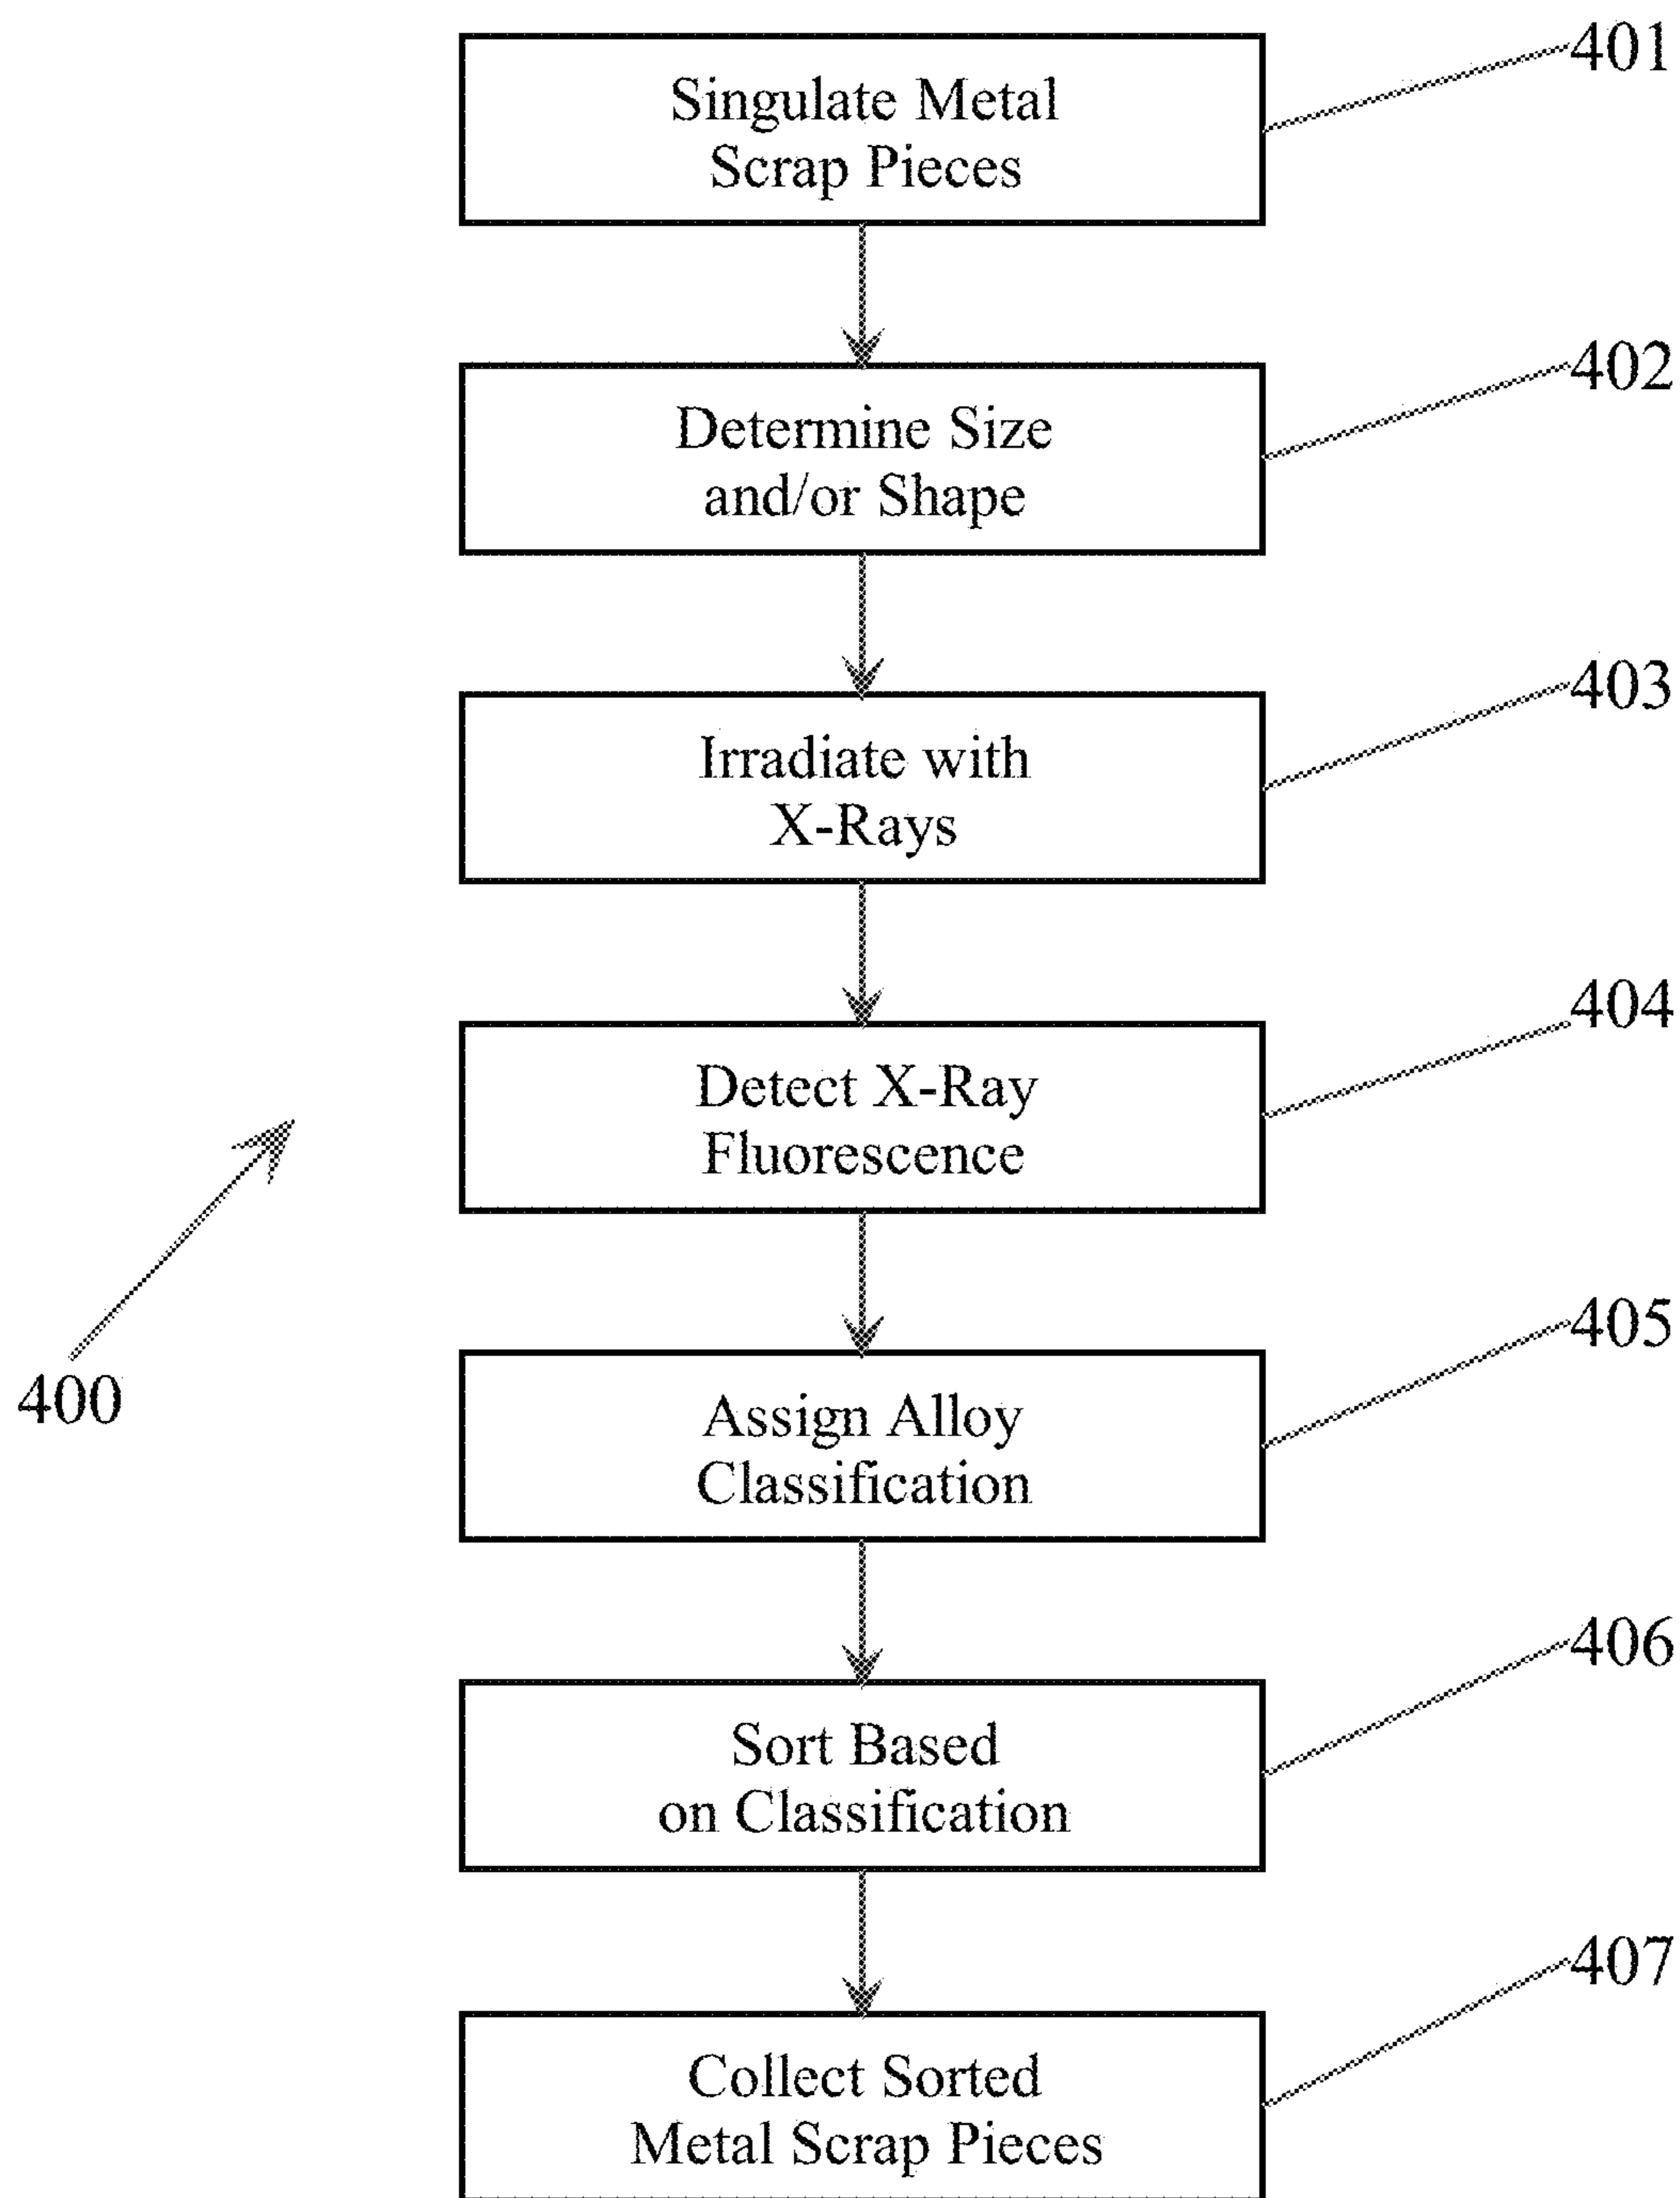 401
Singulate Metal
Scrap Pieces
402
Determine Size
and/or Shape
403
Irradiate with
X-Rays
404
Detect X-Ray
Fluorescence
400
405
Assign Alloy
Classification
406
Sort Based
on Classification
407
Collect Sorted
Metal Scrap Pieces